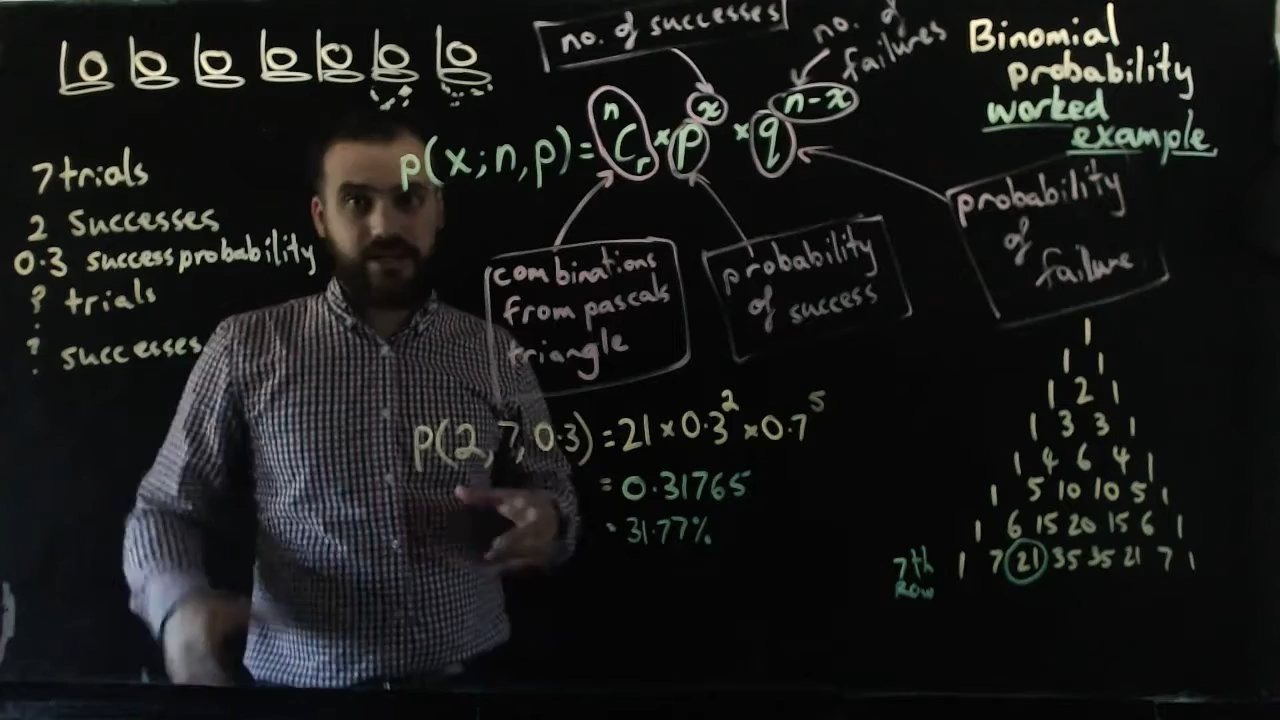 no. of successes
no. of
failures
Binomial
probability
worked
example
p(x;n,p) = nCr × p^x × q^n-x
7 trials
2 successes
0.3 success probability
? trials
? successes
combinations
from pascals
triangle
probability
of success
probability
of
failure
p(2,7,0.3) = 21 × 0.3^2 × 0.7^5
= 0.31765
= 31.77%
1
1 1
1 2 1
1 3 3 1
1 4 6 4 1
1 5 10 10 5 1
1 6 15 20 15 6 1
7th
Row
1 7 21 35 35 21 7 1